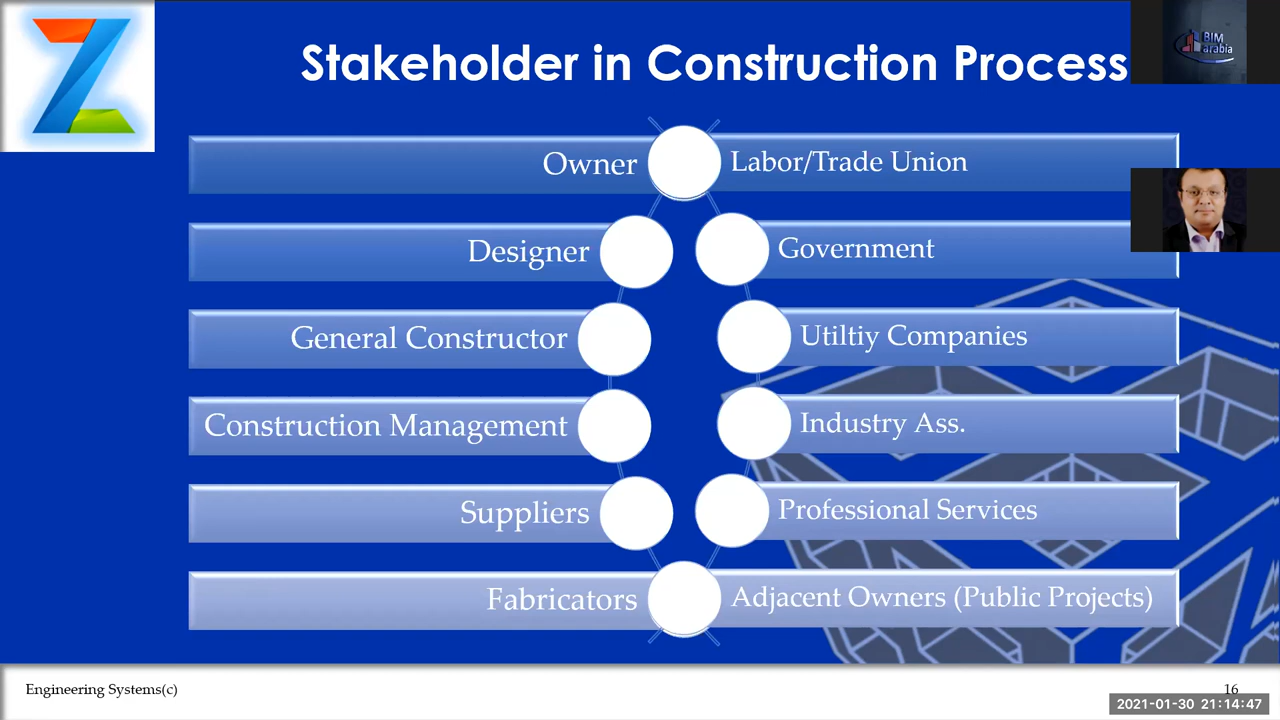 Stakeholder in Construction Process
BIM
arabia
Owner
Labor/Trade Union
Designer
Government
General Constructor
Utiltiy Companies
Construction Management
Industry Ass.
Suppliers
Professional Services
Fabricators
Adjacent Owners (Public Projects)
Engineering Systems(c)
16
2021-01-30 21:14:47